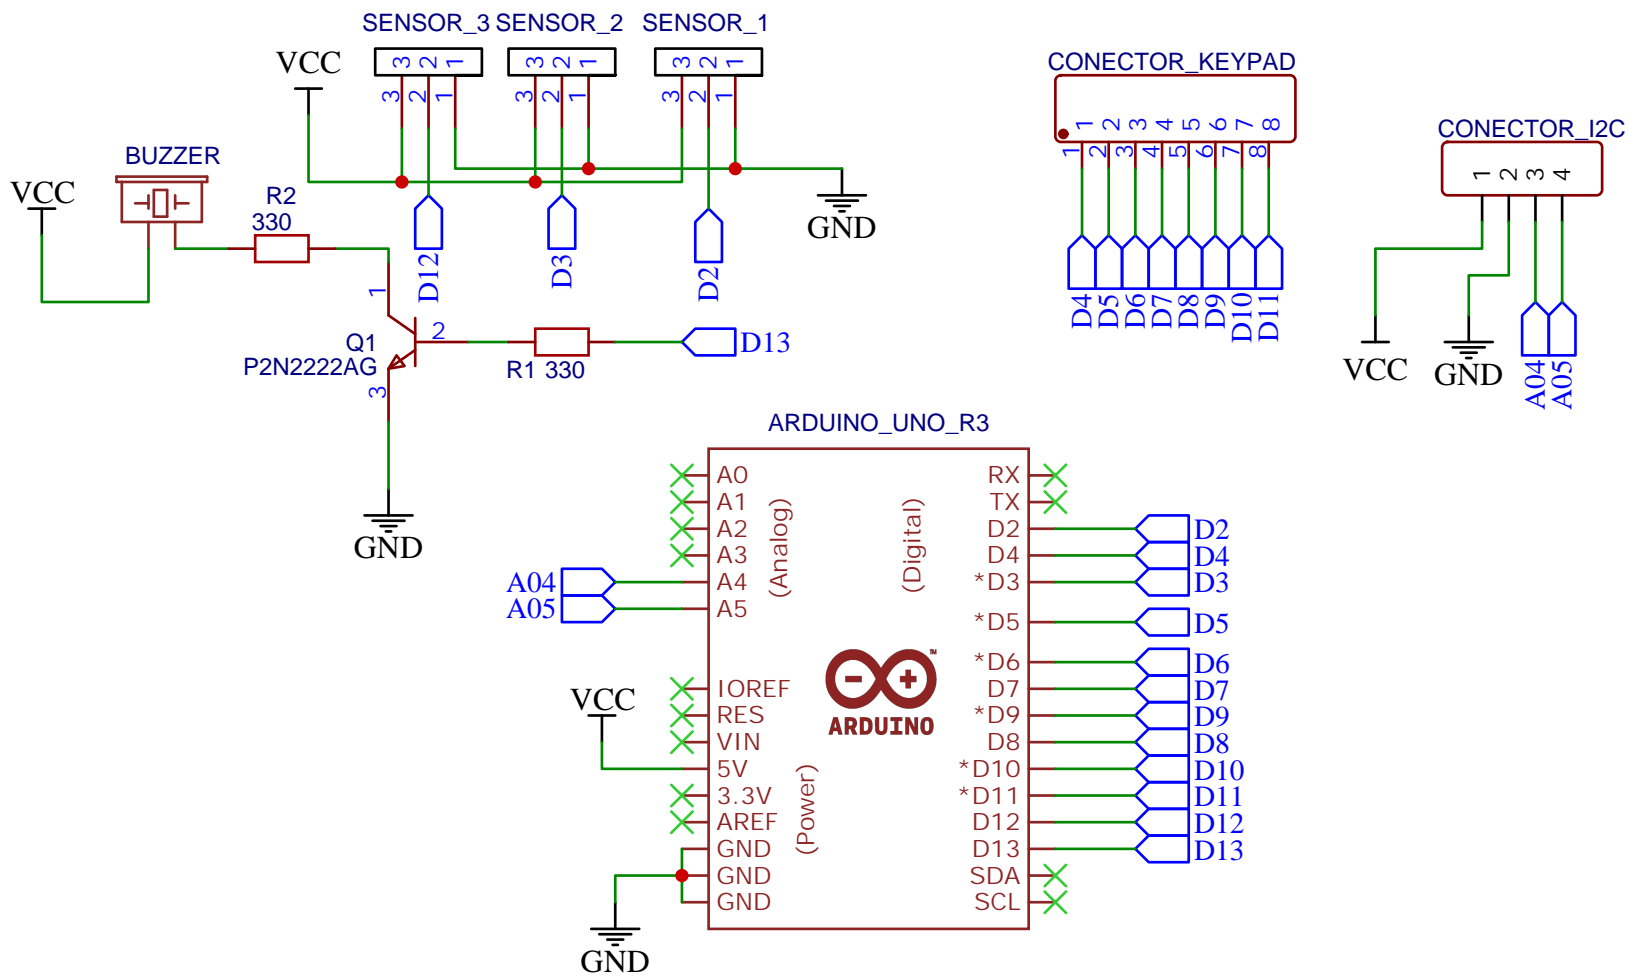 SENSOR_3 SENSOR_2 SENSOR_1
3 2 1 3 2 1 3 2 1
3 2 1 3 2 1 3 2 1
VCC
CONECTOR_KEYPAD
1 2 3 4 5 6 7 8
1 2 3 4 5 6 7 8
D4 D5 D6 D7 D8 D9 D10 D11
CONECTOR_I2C
1 2 3 4
VCC
GND
A04 A05
BUZZER
VCC
R2
330
D12 D3 D2
GND
1
Q1
P2N2222AG
2
3
R1 330
D13
GND
ARDUINO_UNO_R3
A0
A1
A2
A3
A04 A4
A05 A5
(Analog)
VCC
IOREF
RES
VIN
5V
3.3V
AREF
GND
GND
GND
(Power)
GND
ARDUINO
TM
(Digital)
RX
TX
D2 D2
D4 D4
*D3 D3
*D5 D5
*D6 D6
D7 D7
*D9 D9
D8 D8
*D10 D10
*D11 D11
D12 D12
D13 D13
SDA
SCL